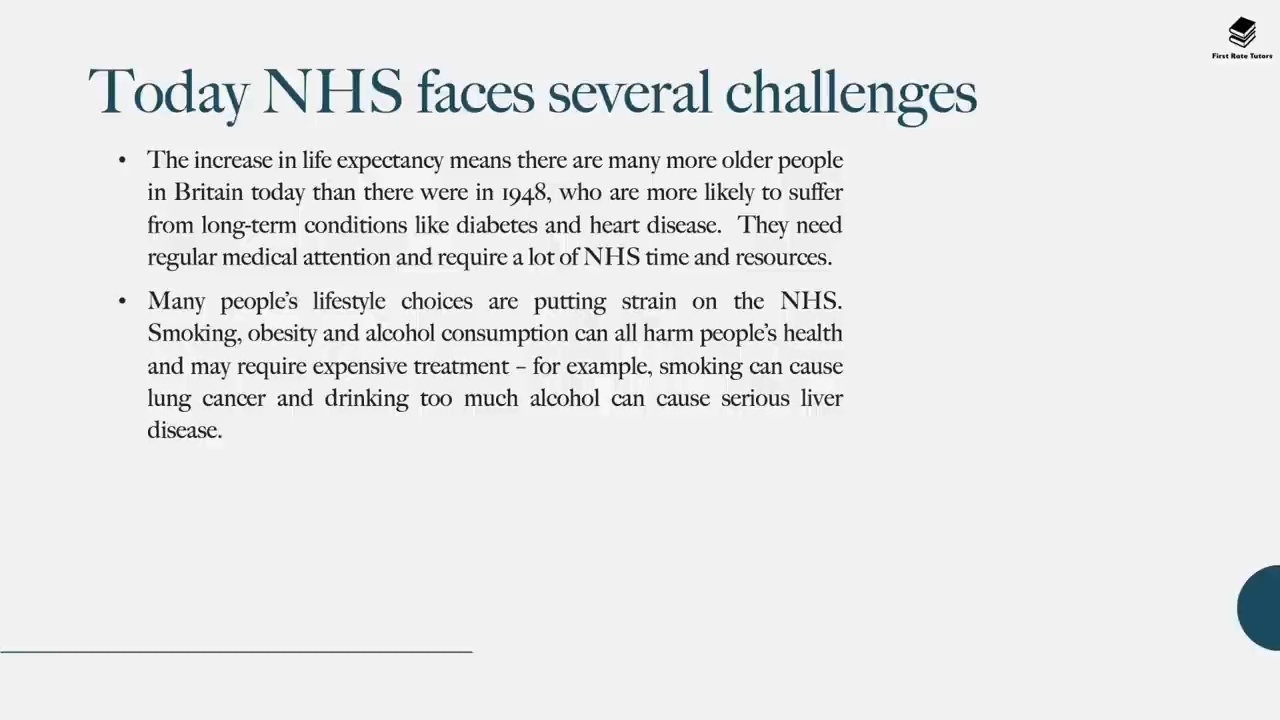 First Rate Tutors
Today NHS faces several challenges
• The increase in life expectancy means there are many more older people
in Britain today than there were in 1948, who are more likely to suffer
from long-term conditions like diabetes and heart disease.  They need
regular medical attention and require a lot of NHS time and resources.
• Many people’s lifestyle choices are putting strain on the NHS.
Smoking, obesity and alcohol consumption can all harm people’s health
and may require expensive treatment – for example, smoking can cause
lung cancer and drinking too much alcohol can cause serious liver
disease.